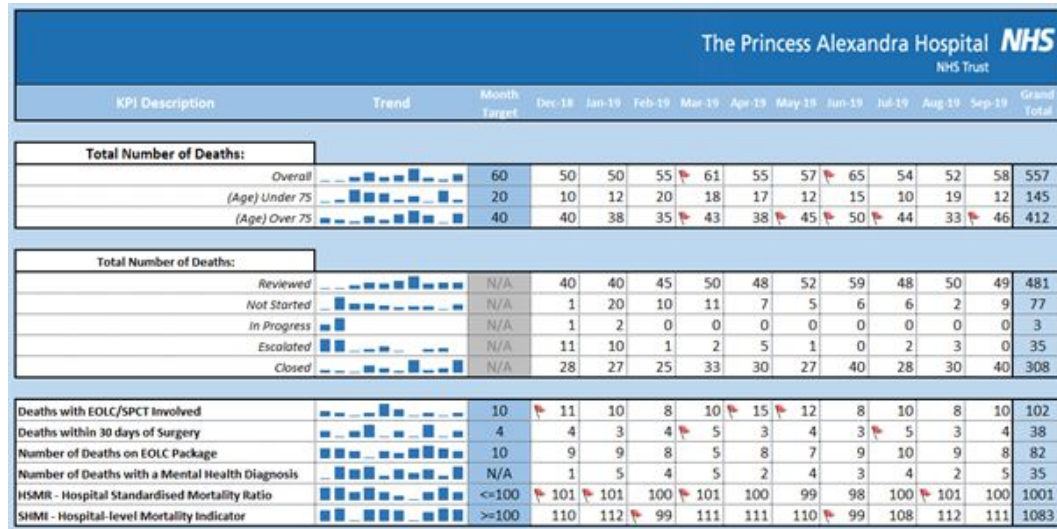 The Princess Alexandra Hospital NHS
NHS Trust
KPI Description Trend Month Target Dec-18 Jan-19 Feb-19 Mar-19 Apr-19 May-19 Jun-19 Jul-19 Aug-19 Sep-19 Grand Total
Total Number of Deaths:
Overall 60 50 50 55 61 55 57 65 54 52 58 557
(Age) Under 75 20 10 12 20 18 17 12 15 10 19 12 145
(Age) Over 75 40 40 38 35 43 38 45 50 44 33 46 412
Total Number of Deaths:
Reviewed N/A 40 40 45 50 48 52 59 48 50 49 481
Not Started N/A 1 20 10 11 7 5 6 6 2 9 77
In Progress N/A 1 2 0 0 0 0 0 0 0 0 3
Escalated N/A 11 10 1 2 5 1 0 2 3 0 35
Closed N/A 28 27 25 33 30 27 40 28 30 40 308
Deaths with EOLC/SPCT Involved 10 11 10 8 10 15 12 8 10 8 10 102
Deaths within 30 days of Surgery 4 4 3 4 5 3 4 3 5 3 4 38
Number of Deaths on EOLC Package 10 9 9 8 5 8 7 9 10 9 8 82
Number of Deaths with a Mental Health Diagnosis N/A 1 5 4 5 2 4 3 4 2 5 35
HSMR - Hospital Standardised Mortality Ratio <=100 101 101 100 101 100 99 98 100 101 100 1001
SHMI - Hospital-level Mortality Indicator >=100 110 112 99 111 111 110 99 108 112 111 1083